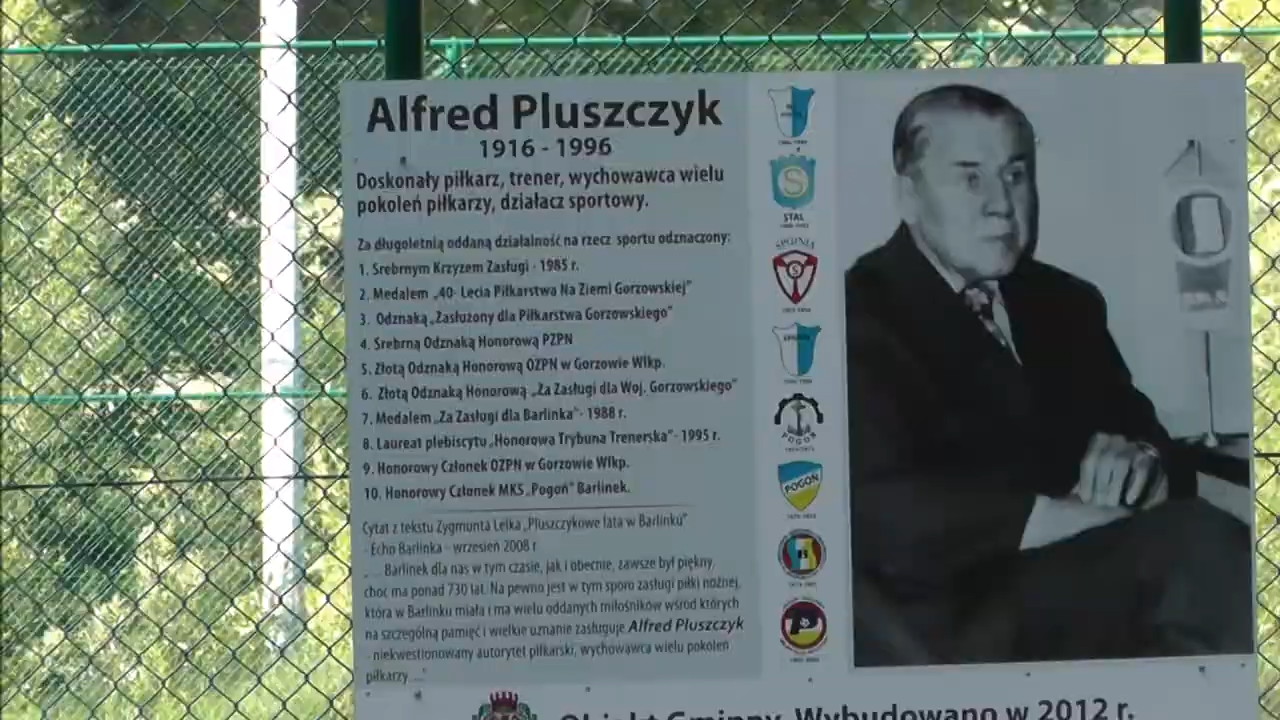 Alfred Pluszczyk
1916 - 1996
Doskonały piłkarz, trener, wychowawca wielu
pokoleń piłkarzy, działacz sportowy.
Za długoletnią oddaną działalność na rzecz sportu odznaczony:
1. Srebrnym Krzyżem Zasługi - 1985 r.
2. Medalem „40- Lecia Piłkarstwa Na Ziemi Gorzowskiej"
3. Odznaką „Zasłużony dla Piłkarstwa Gorzowskiego"
4. Srebrną Odznaką Honorową PZPN
5. Złotą Odznaką Honorową OZPN w Gorzowie Wlkp.
6. Złotą Odznaką Honorową „Za Zasługi dla Woj. Gorzowskiego"
7. Medalem „Za Zasługi dla Barlinka"- 1988 r.
8. Laureat plebiscytu „Honorowa Trybuna Trenerska"- 1995 r.
9. Honorowy Członek OZPN w Gorzowie Wlkp.
10. Honorowy Członek MKS „Pogoń" Barlinek.
Cytat z tekstu Zygmunta Lelka „Pluszczykowe lata w Barlinku"
- Echo Barlinka - wrzesień 2008 r
„ ... Barlinek dla nas w tym czasie, jak i obecnie, zawsze był piękny,
choć ma ponad 730 lat. Na pewno jest w tym sporo zasługi piłki nożnej,
która w Barlinku miała i ma wielu oddanych miłośników wśród których
na szczególną pamięć i wielkie uznanie zasługuje Alfred Pluszczyk
- niekwestionowany autorytet piłkarski, wychowawca wielu pokoleń
piłkarzy ..."
STAL
SPÓJNIA
S
POGOŃ
POGOŃ
Obiekt Gminny. Wybudowano w 2012 r.